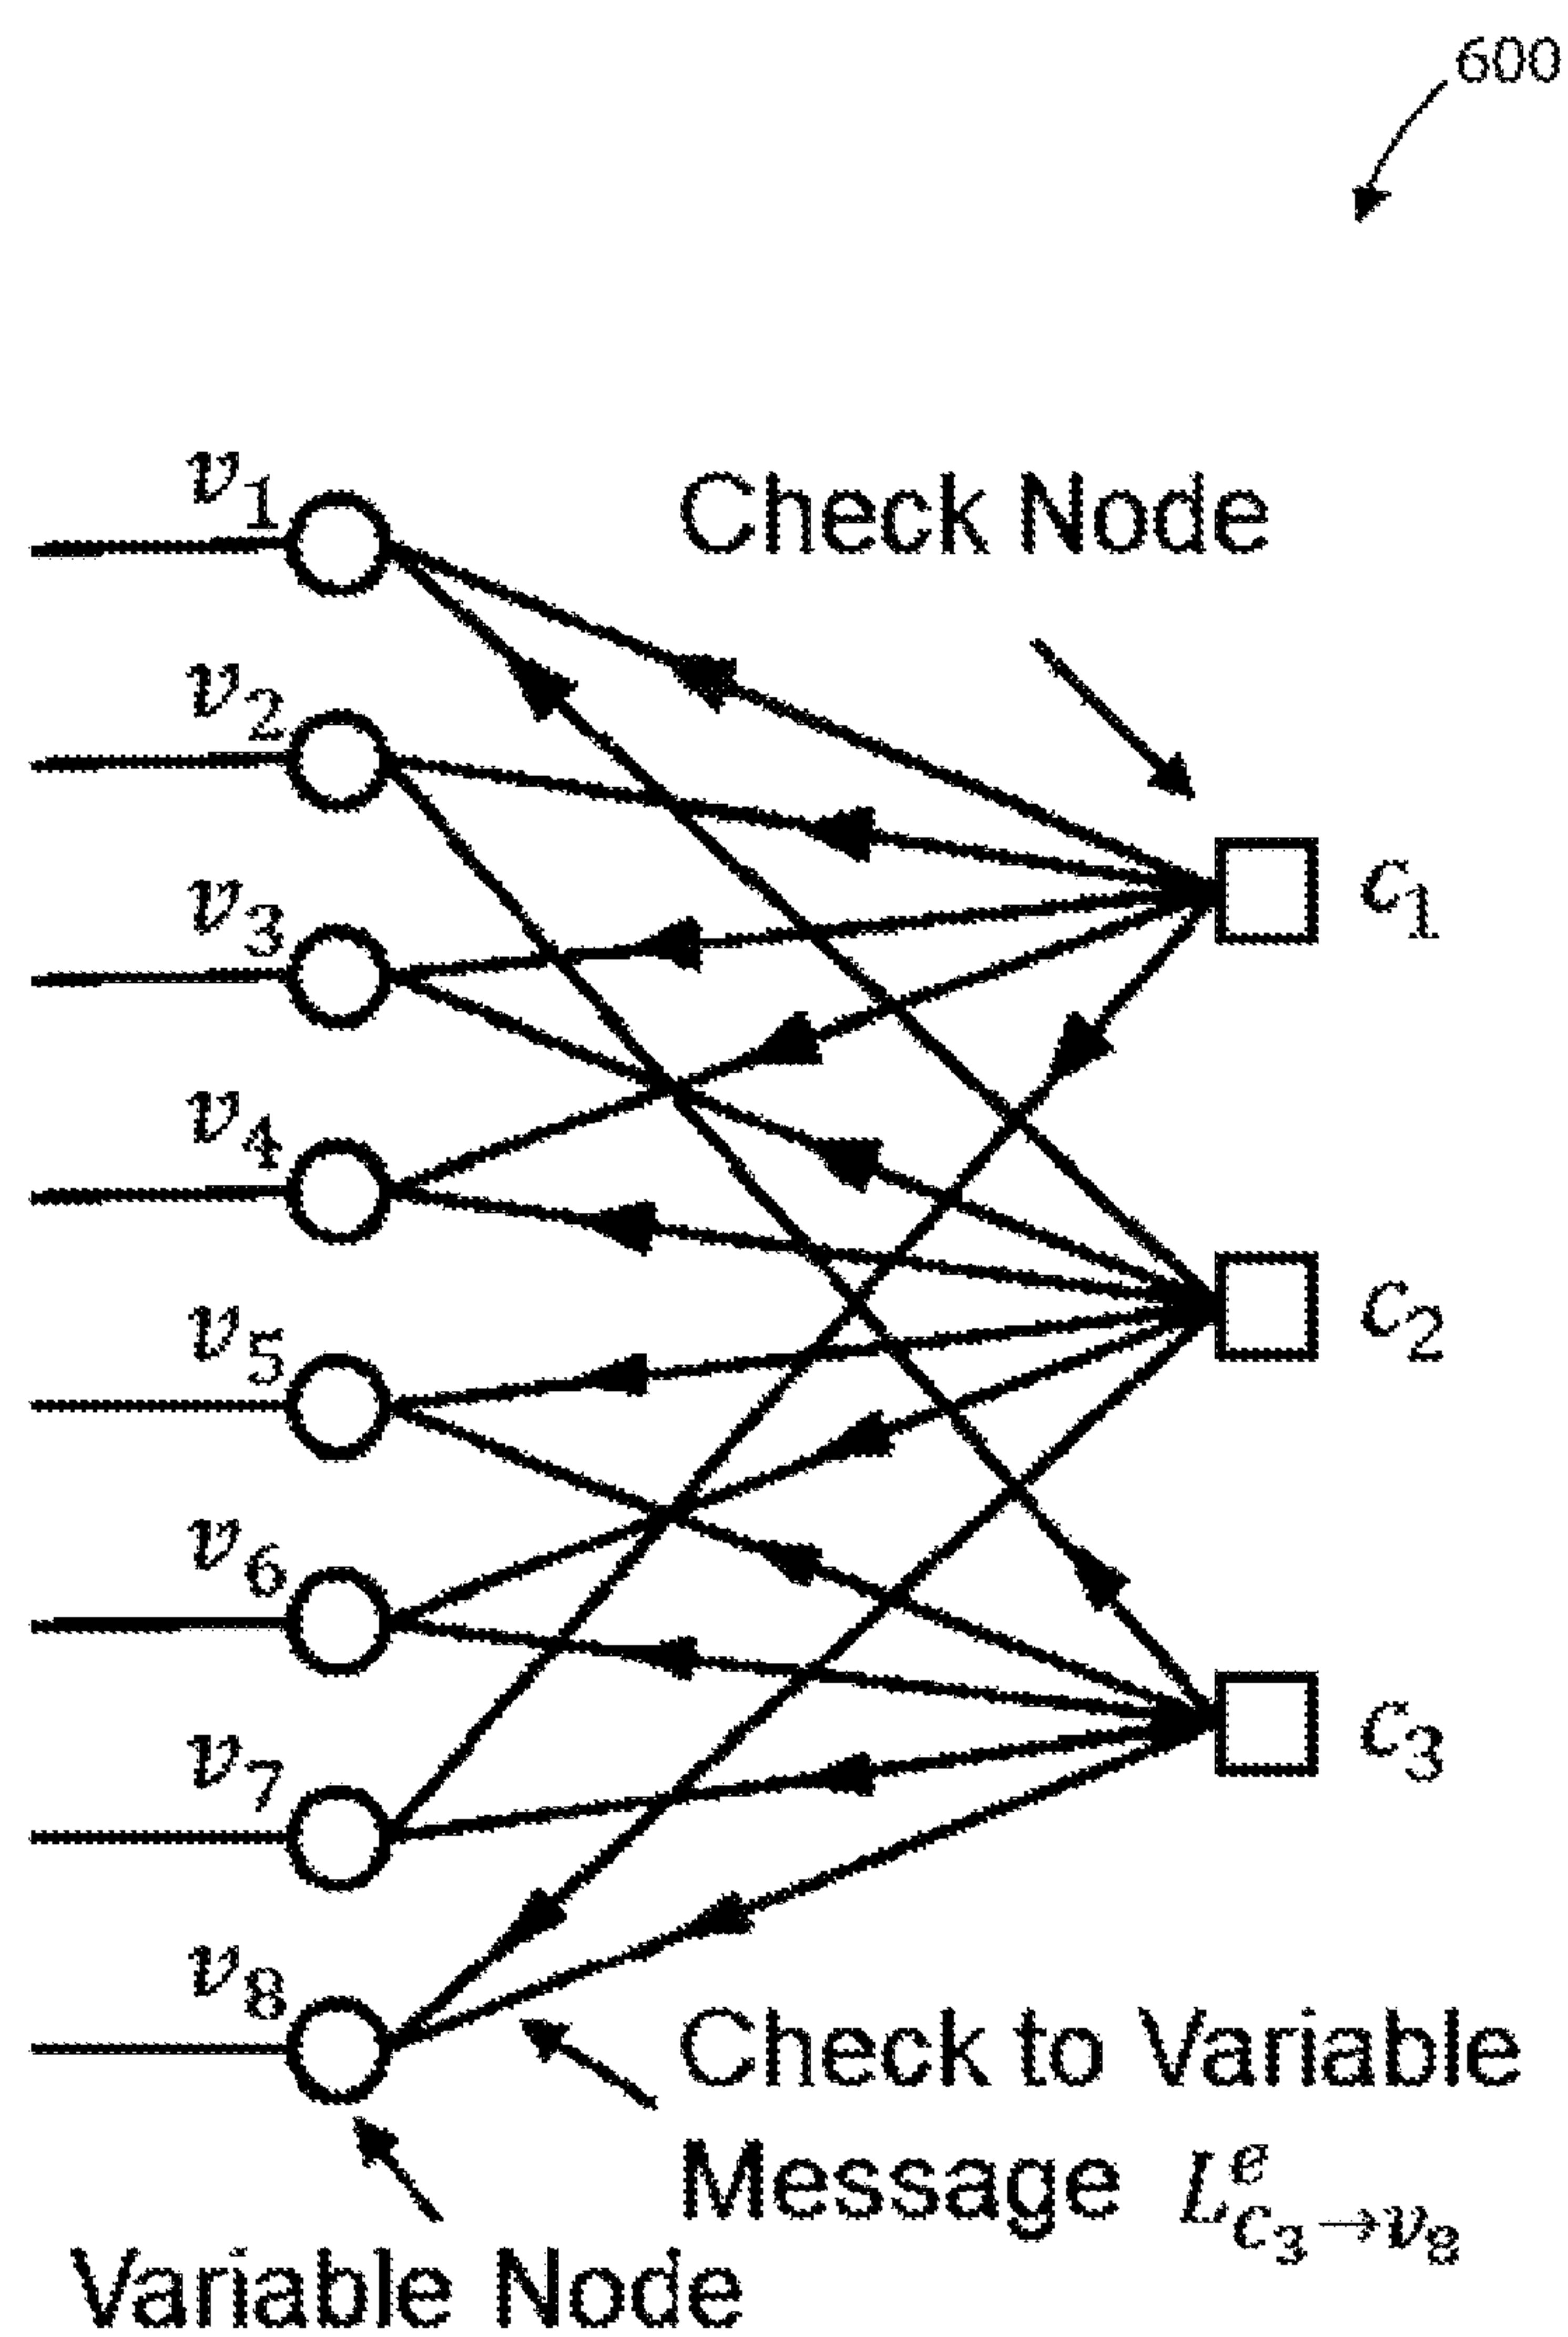 600
v₁
Check Node
v₂
v₃
c₁
v₄
v₅
c₂
v₆
v₇
c₃
v₈
Check to Variable
Message Lᵉ_{c₃→v₈}
Variable Node